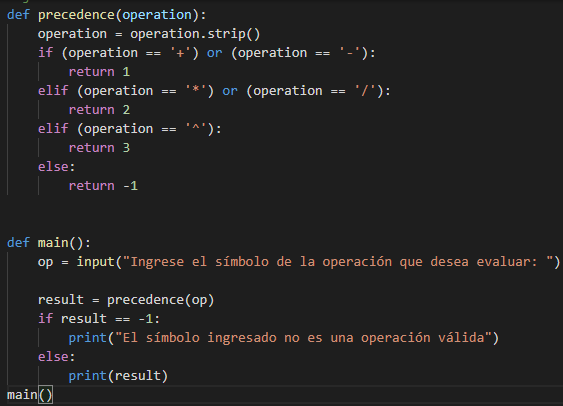 def precedence(operation):
    operation = operation.strip()
    if (operation == '+') or (operation == '-'):
        return 1
    elif (operation == '*') or (operation == '/'):
        return 2
    elif (operation == '^'):
        return 3
    else:
        return -1
def main():
    op = input("Ingrese el símbolo de la operación que desea evaluar: ")
    result = precedence(op)
    if result == -1:
        print("El símbolo ingresado no es una operación válida")
    else:
        print(result)
main()